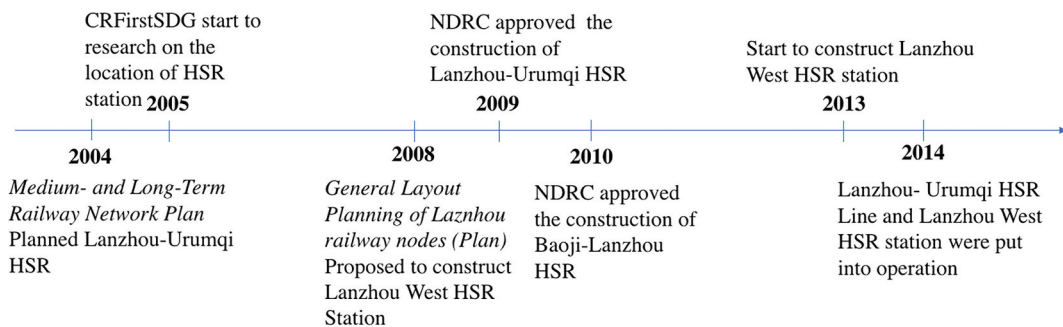 CRFirstSDG start to
research on the
location of HSR
station
2005
NDRC approved the
construction of
Lanzhou-Urumqi HSR
2009
Start to construct Lanzhou
West HSR station
2013
2004
Medium- and Long-Term
Railway Network Plan
Planned Lanzhou-Urumqi
HSR
2008
General Layout
Planning of Laznhou
railway nodes (Plan)
Proposed to construct
Lanzhou West HSR
Station
2010
NDRC approved
the construction of
Baoji-Lanzhou
HSR
2014
Lanzhou- Urumqi HSR
Line and Lanzhou West
HSR station were put
into operation